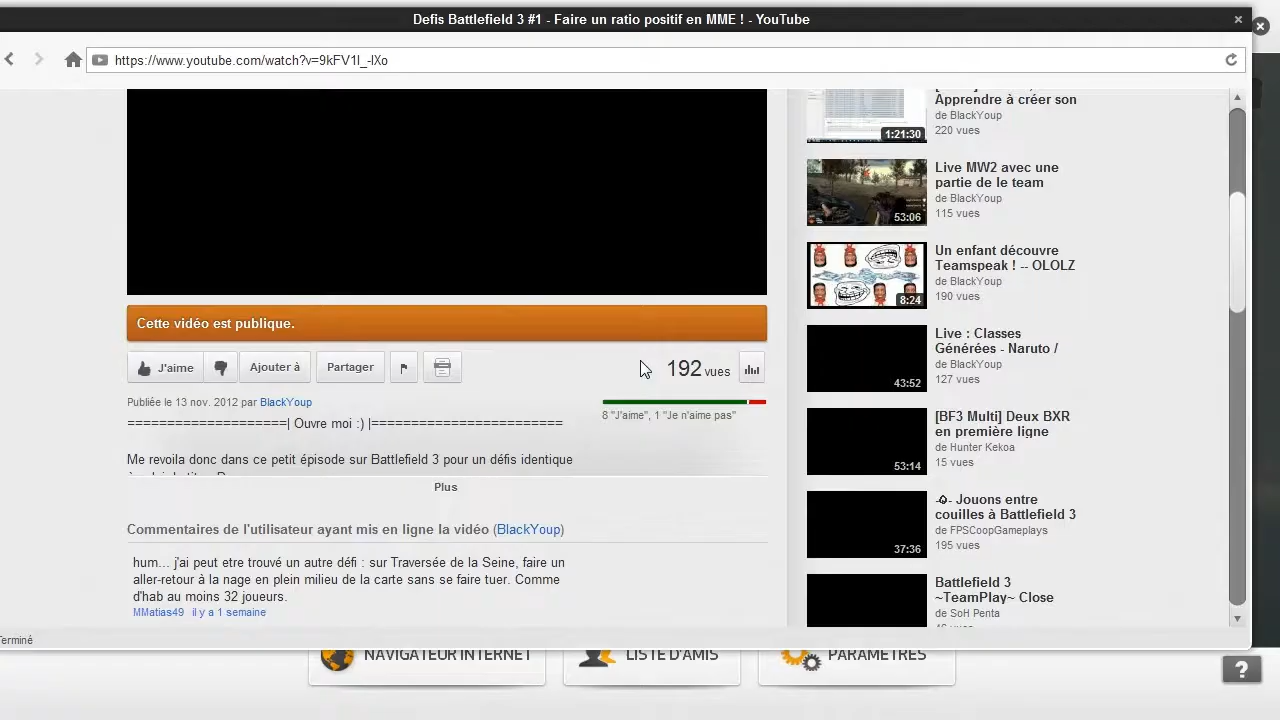 Defis Battlefield 3 #1 - Faire un ratio positif en MME ! - YouTube
https://www.youtube.com/watch?v=9kFV1I_-lXo
Apprendre à créer son
de BlackYoup
220 vues
1:21:30
Live MW2 avec une
partie de le team
de BlackYoup
115 vues
53:06
Un enfant découvre
Teamspeak ! -- OLOLZ
de BlackYoup
190 vues
8:24
Live : Classes
Générées - Naruto /
de BlackYoup
127 vues
43:52
[BF3 Multi] Deux BXR
en première ligne
de Hunter Kekoa
15 vues
53:14
Jouons entre
couilles à Battlefield 3
de FPSCoopGameplays
195 vues
37:36
Battlefield 3
~TeamPlay~ Close
de SoH Penta
Cette vidéo est publique.
J'aime
Ajouter à
Partager
192 vues
Publiée le 13 nov. 2012 par BlackYoup
8 "J'aime", 1 "Je n'aime pas"
====================| Ouvre moi :) |========================
Me revoila donc dans ce petit épisode sur Battlefield 3 pour un défis identique
Plus
Commentaires de l'utilisateur ayant mis en ligne la vidéo (BlackYoup)
hum... j'ai peut etre trouvé un autre défi : sur Traversée de la Seine, faire un
aller-retour à la nage en plein milieu de la carte sans se faire tuer. Comme
d'hab au moins 32 joueurs.
MMatias49 il y a 1 semaine
Terminé
NAVIGATEUR INTERNET
LISTE D'AMIS
PARAMÈTRES
?